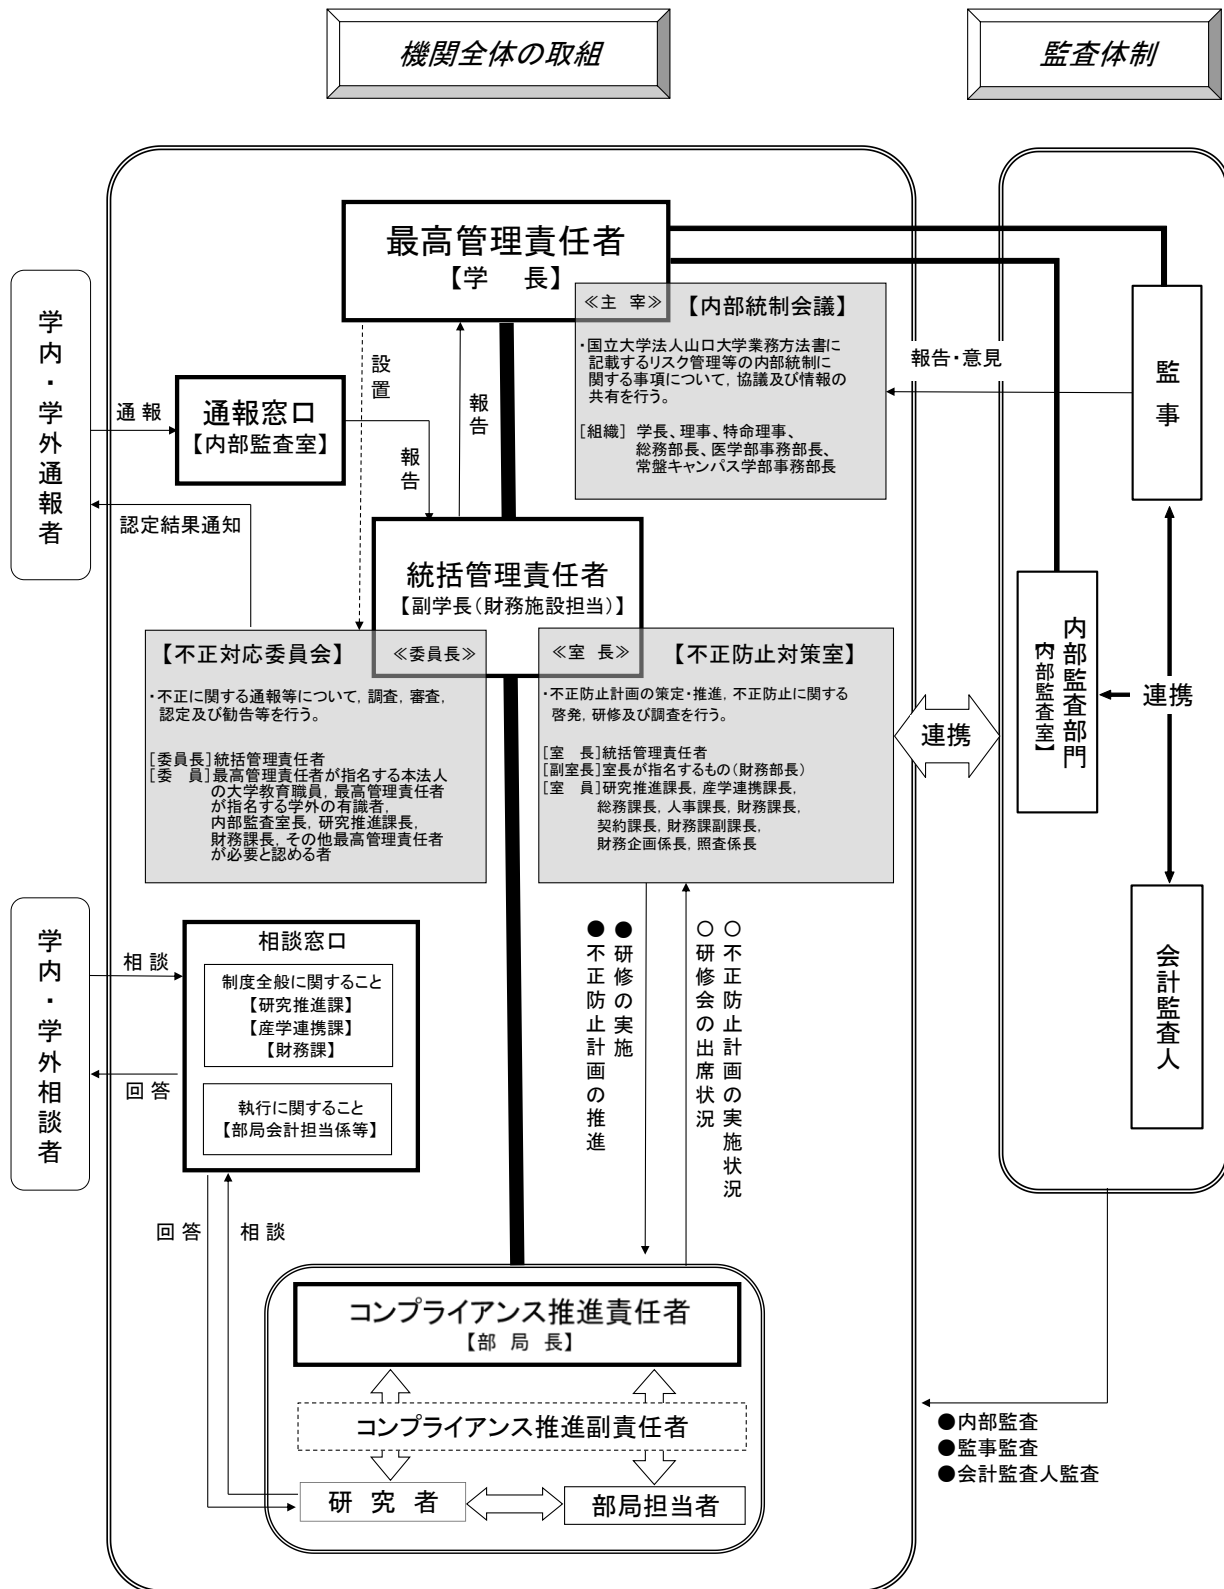 機関全体の取組
監査体制
最高管理責任者
【学　長】
≪主 宰≫
【内部統制会議】
・国立大学法人山口大学業務方法書に
記載するリスク管理等の内部統制に
関する事項について，協議及び情報の
共有を行う。
［組織］ 学長、理事、特命理事、
総務部長、医学部事務部長、
常盤キャンパス学部事務部長
報告・意見
監事
学内・学外通報者
通 報
通報窓口
【内部監査室】
設置
報告
報告
認定結果通知
統括管理責任者
【副学長（財務施設担当）】
【不正対応委員会】
≪委員長≫
・不正に関する通報等について，調査，審査，
認定及び勧告等を行う。
［委員長］統括管理責任者
［委　員］最高管理責任者が指名する本法人
の大学教育職員，最高管理責任者
が指名する学外の有識者，
内部監査室長，研究推進課長，
財務課長，その他最高管理責任者
が必要と認める者
≪室 長≫
【不正防止対策室】
・不正防止計画の策定・推進，不正防止に関する
啓発，研修及び調査を行う。
［室　長］統括管理責任者
［副室長］室長が指名するもの（財務部長）
［室　員］研究推進課長，産学連携課長，
総務課長，人事課長，財務課長，
契約課長，財務課副課長，
財務企画係長，照査係長
連携
内部監査部門
【内部監査室】
連携
会計監査人
学内・学外相談者
相談
回 答
相談窓口
制度全般に関すること
【研究推進課】
【産学連携課】
【財務課】
執行に関すること
【部局会計担当係等】
回 答
相 談
●研修の実施
●不正防止計画の推進
○不正防止計画の実施状況
○研修会の出席状況
コンプライアンス推進責任者
【部 局 長】
コンプライアンス推進副責任者
研 究 者
部局担当者
●内部監査
●監事監査
●会計監査人監査